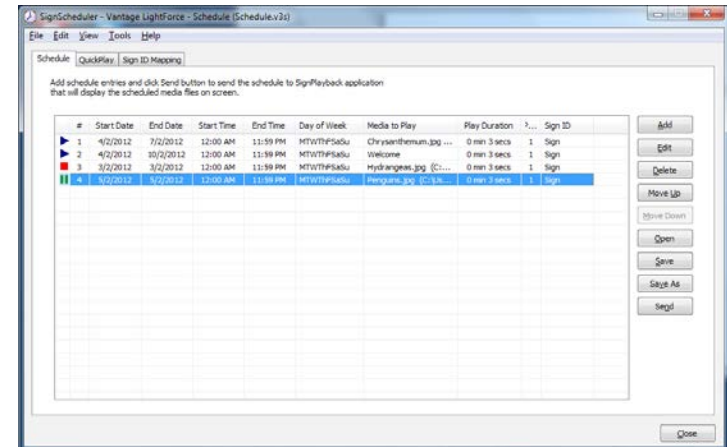 SignScheduler - Vantage LightForce - Schedule (Schedule.v3s)
File Edit View Tools Help
Schedule QuickPlay Sign ID Mapping
Add schedule entries and click Send button to send the schedule to SignPlayback application
that will display the scheduled media files on screen.
# Start Date End Date Start Time End Time Day of Week Media to Play Play Duration P... Sign ID
1 4/2/2012 7/2/2012 12:00 AM 11:59 PM MTWThFSaSu Chrysanthemum.jpg ... 0 min 3 secs 1 Sign
2 4/2/2012 10/2/2012 12:00 AM 11:59 PM MTWThFSaSu Welcome 0 min 3 secs 1 Sign
3 3/2/2012 3/2/2012 12:00 AM 11:59 PM MTWThFSaSu Hydrangeas.jpg (C:... 0 min 3 secs 1 Sign
4 5/2/2012 5/2/2012 12:00 AM 11:59 PM MTWThFSaSu Penguins.jpg (C:\Us... 0 min 3 secs 1 Sign
Add
Edit
Delete
Move Up
Move Down
Open
Save
Save As
Send
Close